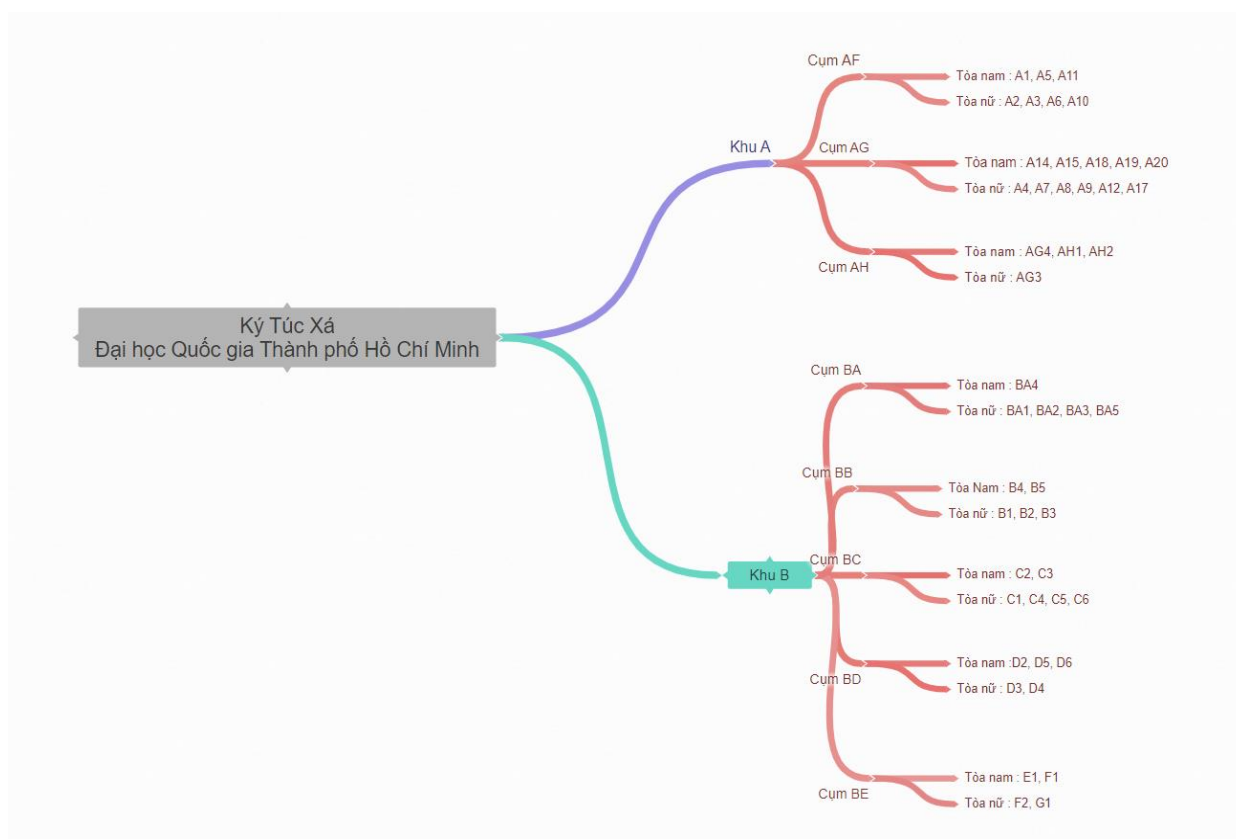 Ký Túc Xá
Đại học Quốc gia Thành phố Hồ Chí Minh
Khu A
Cụm AF
Tòa nam : A1, A5, A11
Tòa nữ : A2, A3, A6, A10
Cụm AG
Tòa nam : A14, A15, A18, A19, A20
Tòa nữ : A4, A7, A8, A9, A12, A17
Cụm AH
Tòa nam : AG4, AH1, AH2
Tòa nữ : AG3
Khu B
Cụm BA
Tòa nam : BA4
Tòa nữ : BA1, BA2, BA3, BA5
Cụm BB
Tòa Nam : B4, B5
Tòa nữ : B1, B2, B3
Cụm BC
Tòa nam : C2, C3
Tòa nữ : C1, C4, C5, C6
Cụm BD
Tòa nam :D2, D5, D6
Tòa nữ : D3, D4
Cụm BE
Tòa nam : E1, F1
Tòa nữ : F2, G1